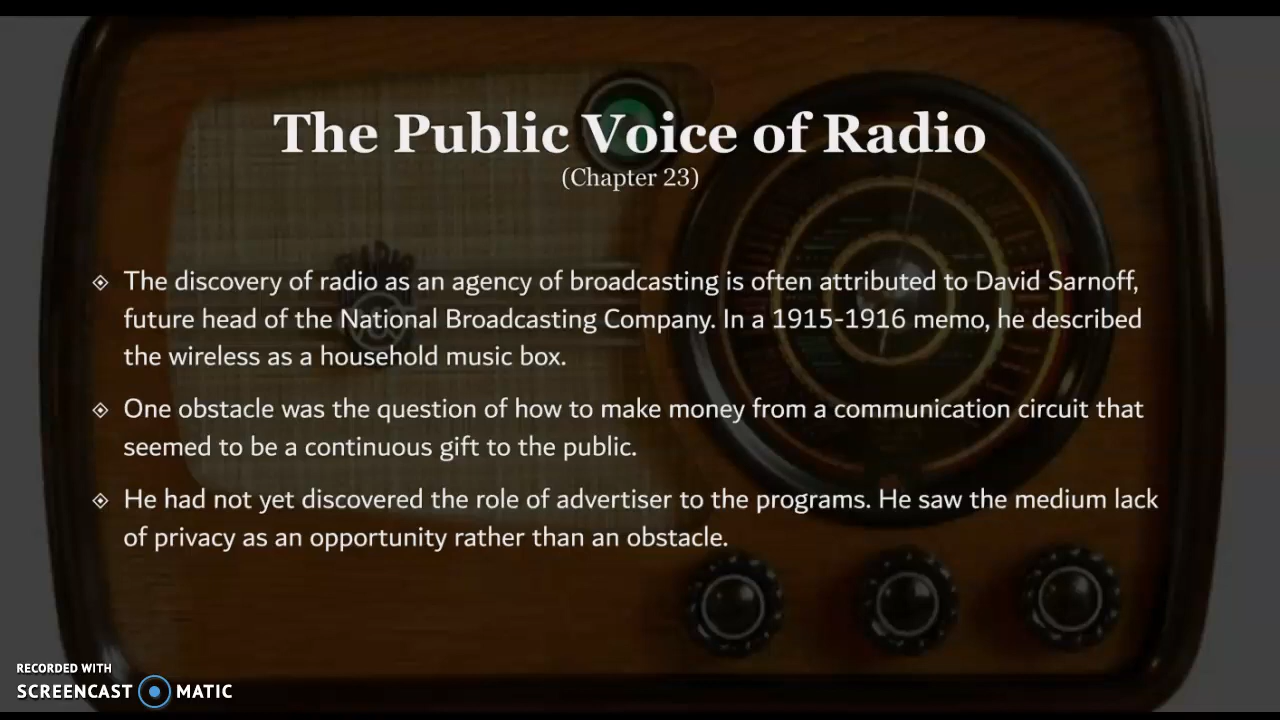 The Public Voice of Radio
(Chapter 23)
The discovery of radio as an agency of broadcasting is often attributed to David Sarnoff,
future head of the National Broadcasting Company. In a 1915-1916 memo, he described
the wireless as a household music box.
One obstacle was the question of how to make money from a communication circuit that
seemed to be a continuous gift to the public.
He had not yet discovered the role of advertiser to the programs. He saw the medium lack
of privacy as an opportunity rather than an obstacle.
RECORDED WITH
SCREENCAST MATIC